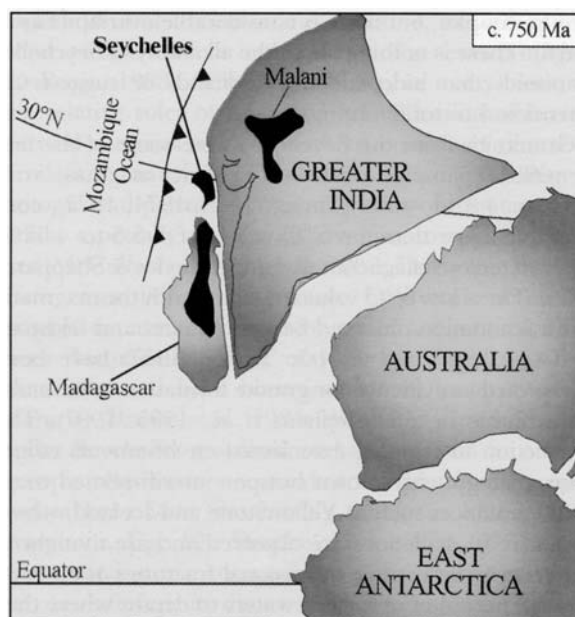 c. 750 Ma
Seychelles
Malani
30°N
Mozambique
Ocean
GREATER
INDIA
Madagascar
AUSTRALIA
EAST
ANTARCTICA
Equator